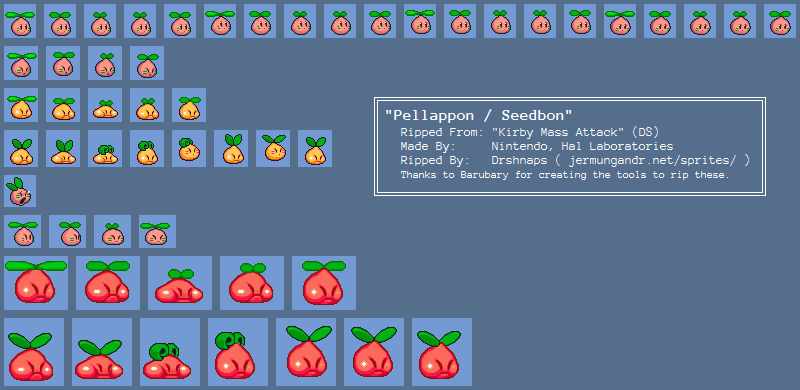 "Pellappon / Seedbon"
Ripped From: "Kirby Mass Attack" (DS)
Made By: Nintendo, Hal Laboratories
Ripped By: Drshnaps ( jermungandr.net/sprites/ )
Thanks to Barubary for creating the tools to rip these.